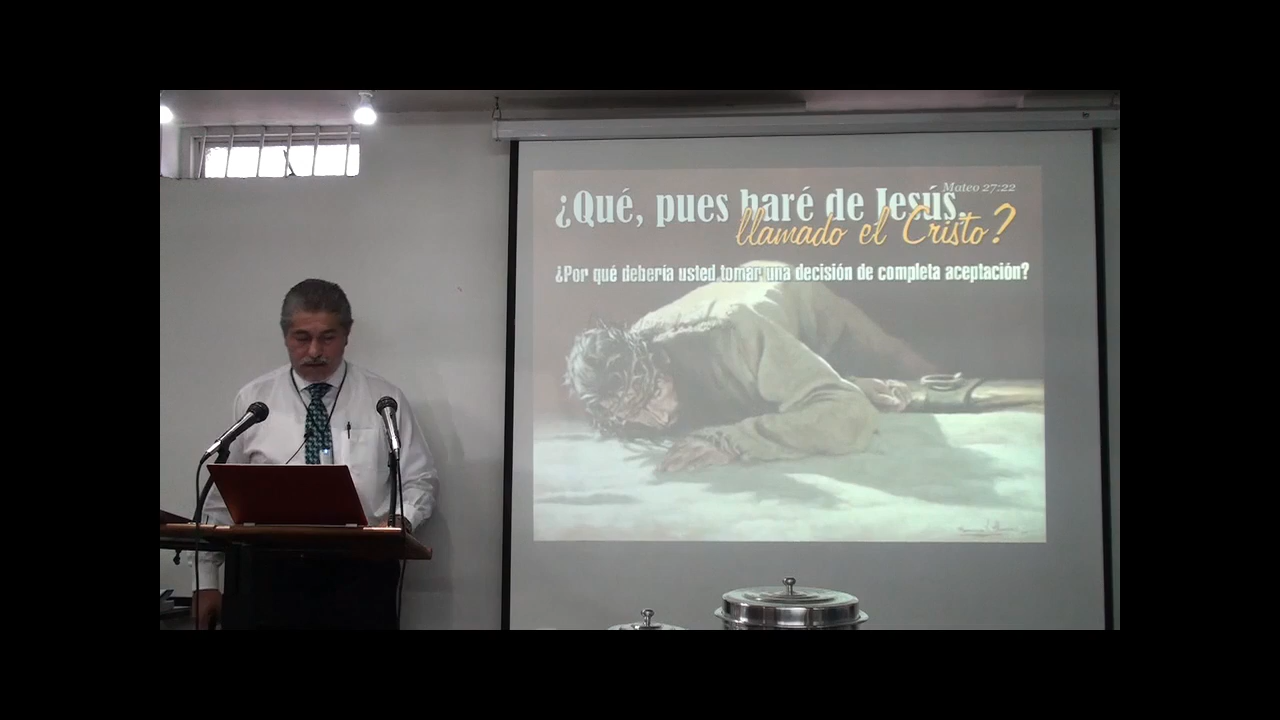 Mateo 27:22
¿Qué, pues haré de Jesús,
llamado el Cristo?
¿Por qué debería usted tomar una decisión de completa aceptación?